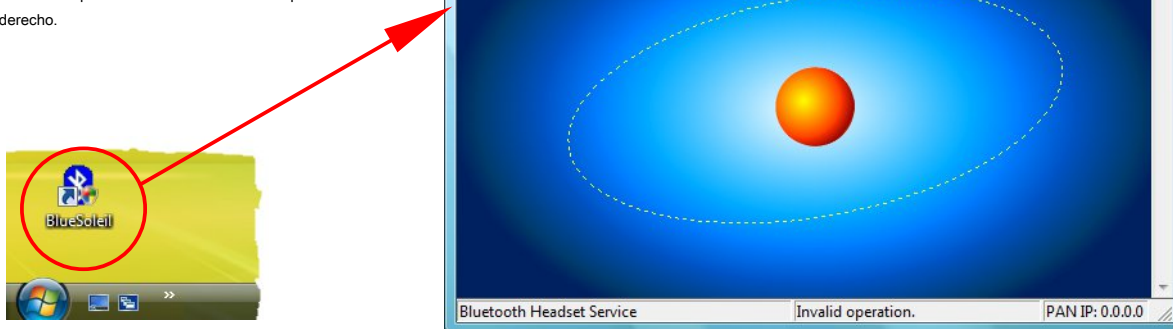 derecho.
BlueSoleil
»
Bluetooth Headset Service
Invalid operation.
PAN IP: 0.0.0.0